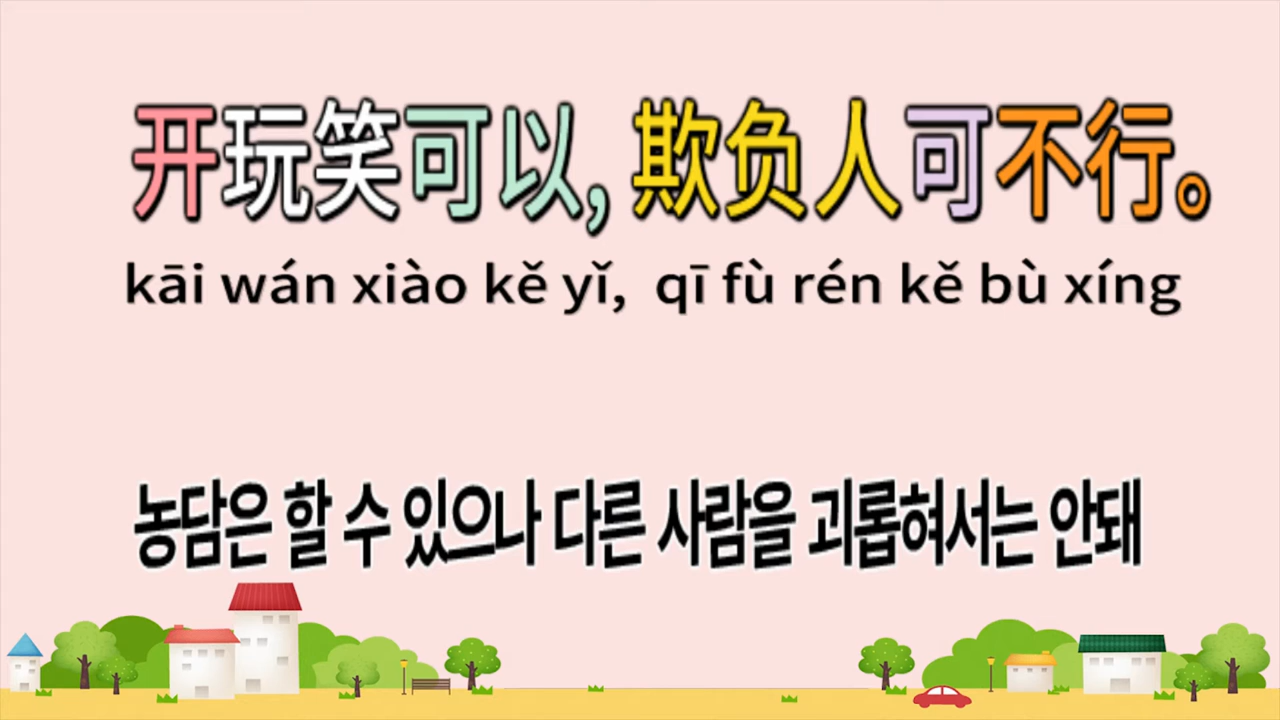 开玩笑可以, 欺负人可不行。
kāi wán xiào kě yǐ, qī fù rén kě bù xíng
농담은 할 수 있으나 다른 사람을 괴롭혀서는 안돼